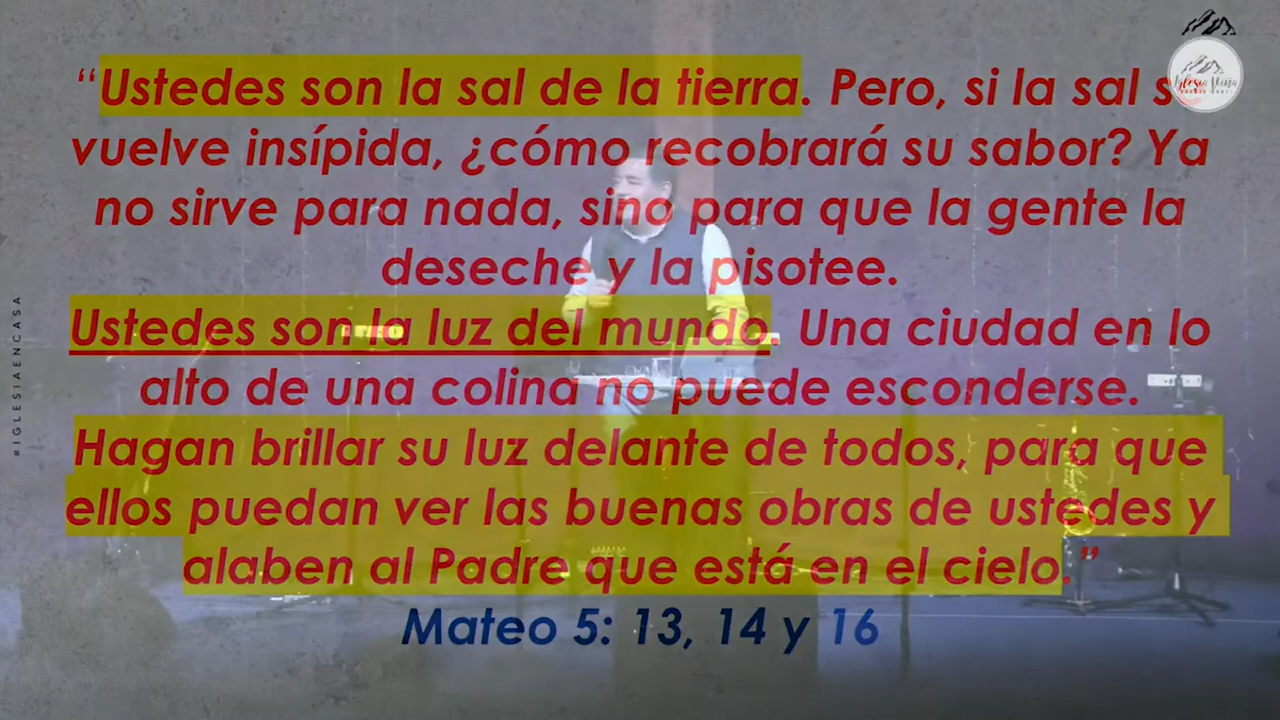 “Ustedes son la sal de la tierra. Pero, si la sal s
vuelve insípida, ¿cómo recobrará su sabor? Ya
no sirve para nada, sino para que la gente la
deseche y la pisotee.
Ustedes son la luz del mundo. Una ciudad en lo
alto de una colina no puede esconderse.
Hagan brillar su luz delante de todos, para que
ellos puedan ver las buenas obras de ustedes y
alaben al Padre que está en el cielo.”
Mateo 5: 13, 14 y 16
#IGLESIAENCASA
Iglesia Viña